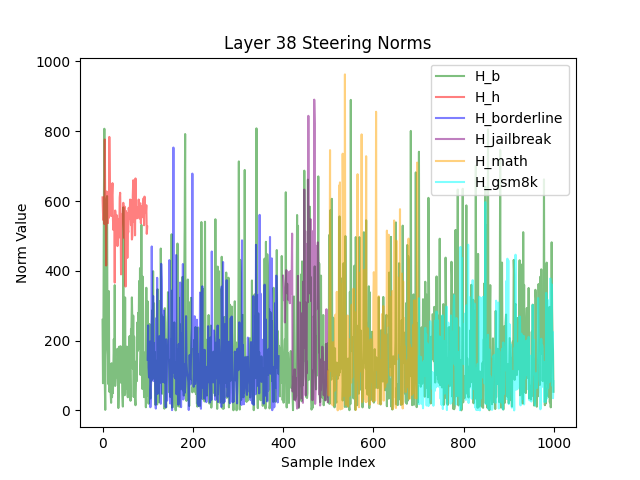 Layer 38 Steering Norms
Norm Value
1000
800
600
400
200
0
H_b
H_h
H_borderline
H_jailbreak
H_math
H_gsm8k
0
200
400
600
800
1000
Sample Index